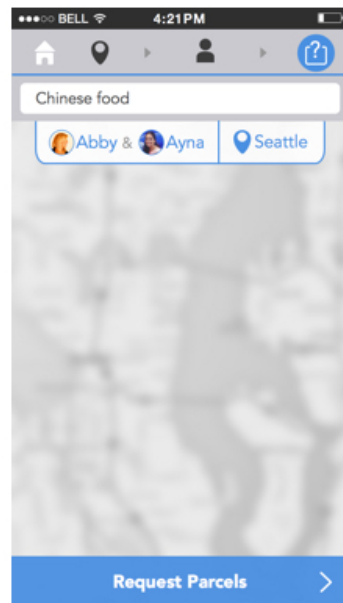 BELL 4:21PM
?
Chinese food
Abby & Ayna Seattle
Request Parcels